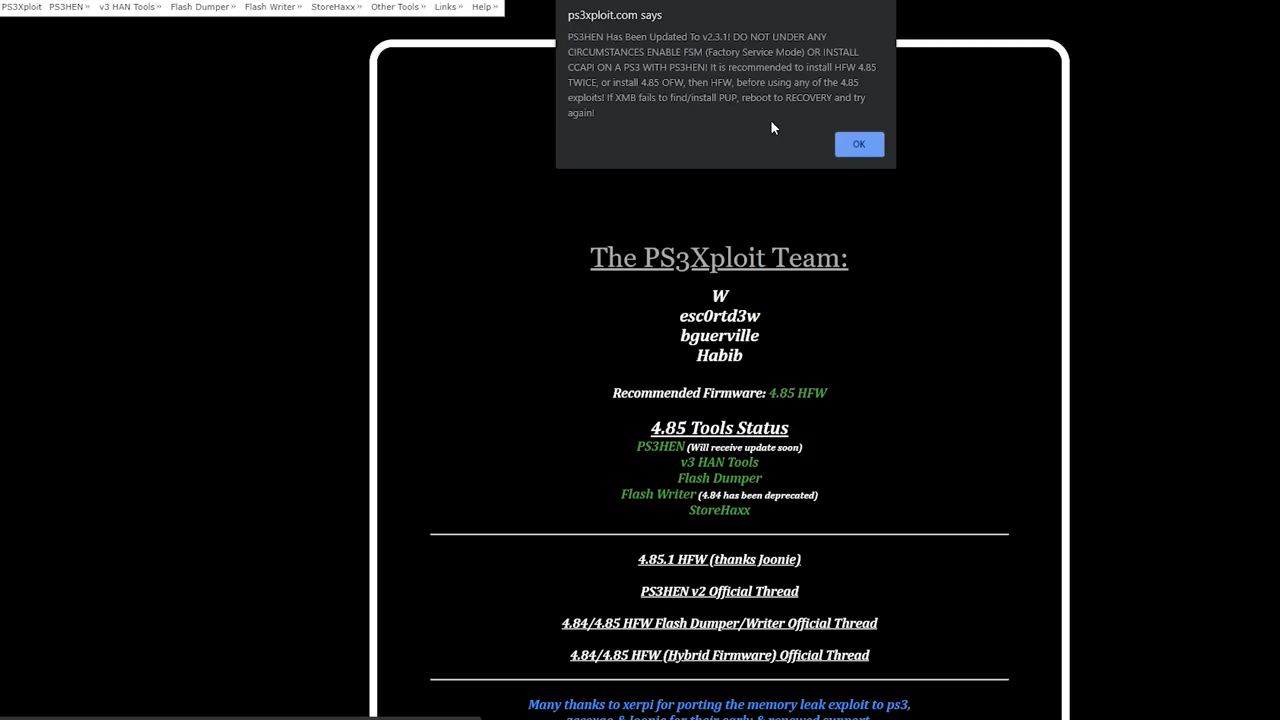 PS3Xploit PS3HEN» v3 HAN Tools» Flash Dumper» Flash Writer» StoreHaxx» Other Tools» Links» Help»
ps3xploit.com says
PS3HEN Has Been Updated To v2.3.1! DO NOT UNDER ANY
CIRCUMSTANCES ENABLE FSM (Factory Service Mode) OR INSTALL
CCAPI ON A PS3 WITH PS3HEN! It is recommended to install HFW 4.85
TWICE, or install 4.85 OFW, then HFW, before using any of the 4.85
exploits! If XMB fails to find/install PUP, reboot to RECOVERY and try
again!
OK
The PS3Xploit Team:
W
esc0rtd3w
bguerville
Habib
Recommended Firmware: 4.85 HFW
4.85 Tools Status
PS3HEN (Will receive update soon)
v3 HAN Tools
Flash Dumper
Flash Writer (4.84 has been deprecated)
StoreHaxx
4.85.1 HFW (thanks Joonie)
PS3HEN v2 Official Thread
4.84/4.85 HFW Flash Dumper/Writer Official Thread
4.84/4.85 HFW (Hybrid Firmware) Official Thread
Many thanks to xerpi for porting the memory leak exploit to ps3,
& Joonie for their early & renewed support